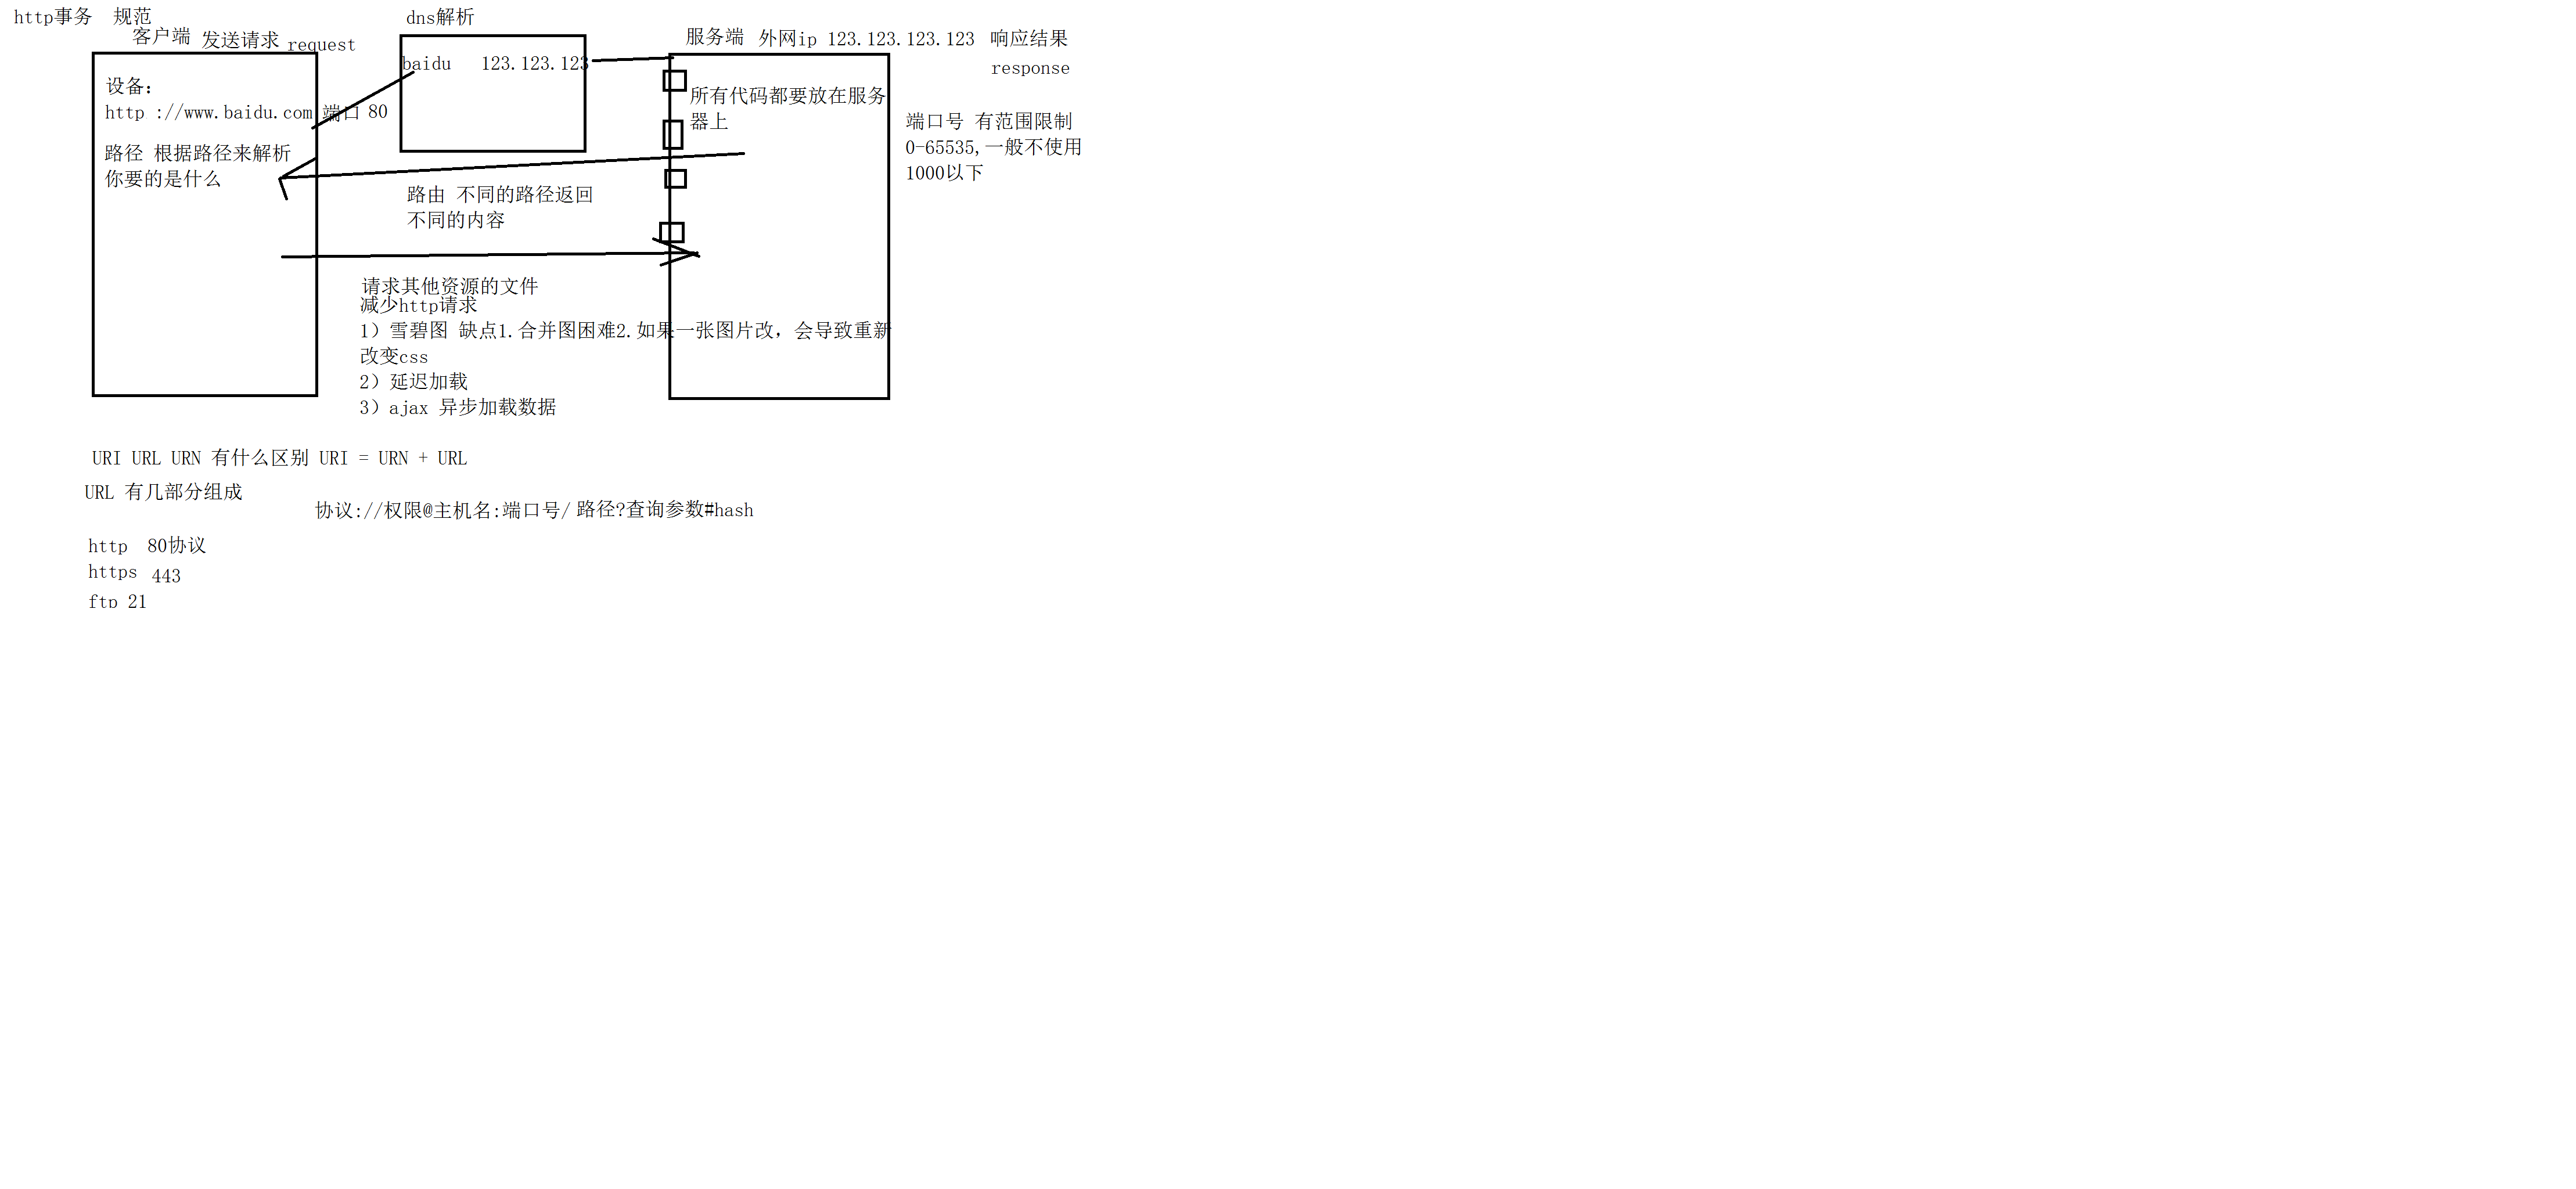 http事务  规范
客户端 发送请求 request
设备：
http ://www.baidu.com 端口 80
路径 根据路径来解析
你要的是什么
dns解析
baidu   123.123.123
路由 不同的路径返回
不同的内容
服务端 外网ip 123.123.123.123 响应结果
response
所有代码都要放在服务
器上
端口号 有范围限制
0-65535,一般不使用
1000以下
请求其他资源的文件
减少http请求
1）雪碧图 缺点1.合并图困难2.如果一张图片改，会导致重新
改变css
2）延迟加载
3）ajax 异步加载数据
URI URL URN 有什么区别 URI = URN + URL
URL 有几部分组成
协议://权限@主机名:端口号/ 路径?查询参数#hash
http  80协议
https 443
ftp 21